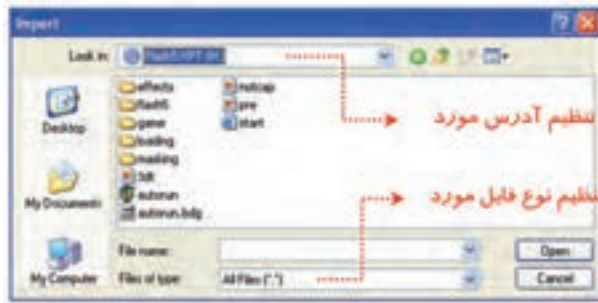 Import
Look in:
effects
flash5
game
loading
masking
3dt
autorun
autorun.bdg
notcap
pre
start
Desktop
My Documents
My Computer
تنظیم آدرس مورد
تنظیم نوع فایل مورد
File name:
Open
Files of type:
All Files (*.*)
Cancel